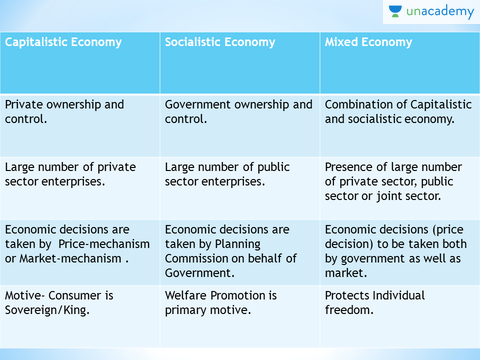 unacademy
Capitalistic Economy
Socialistic Economy
Mixed Economy
Private ownership and
control.
Government ownership and
control.
Combination of Capitalistic
and socialistic economy.
Large number of private
sector enterprises.
Large number of public
sector enterprises.
Presence of large number
of private sector, public
sector or joint sector.
Economic decisions are
taken by  Price-mechanism
or Market-mechanism .
Economic decisions are
taken by Planning
Commission on behalf of
Government.
Economic decisions (price
decision) to be taken both
by government as well as
market.
Motive- Consumer is
Sovereign/King.
Welfare Promotion is
primary motive.
Protects Individual
freedom.